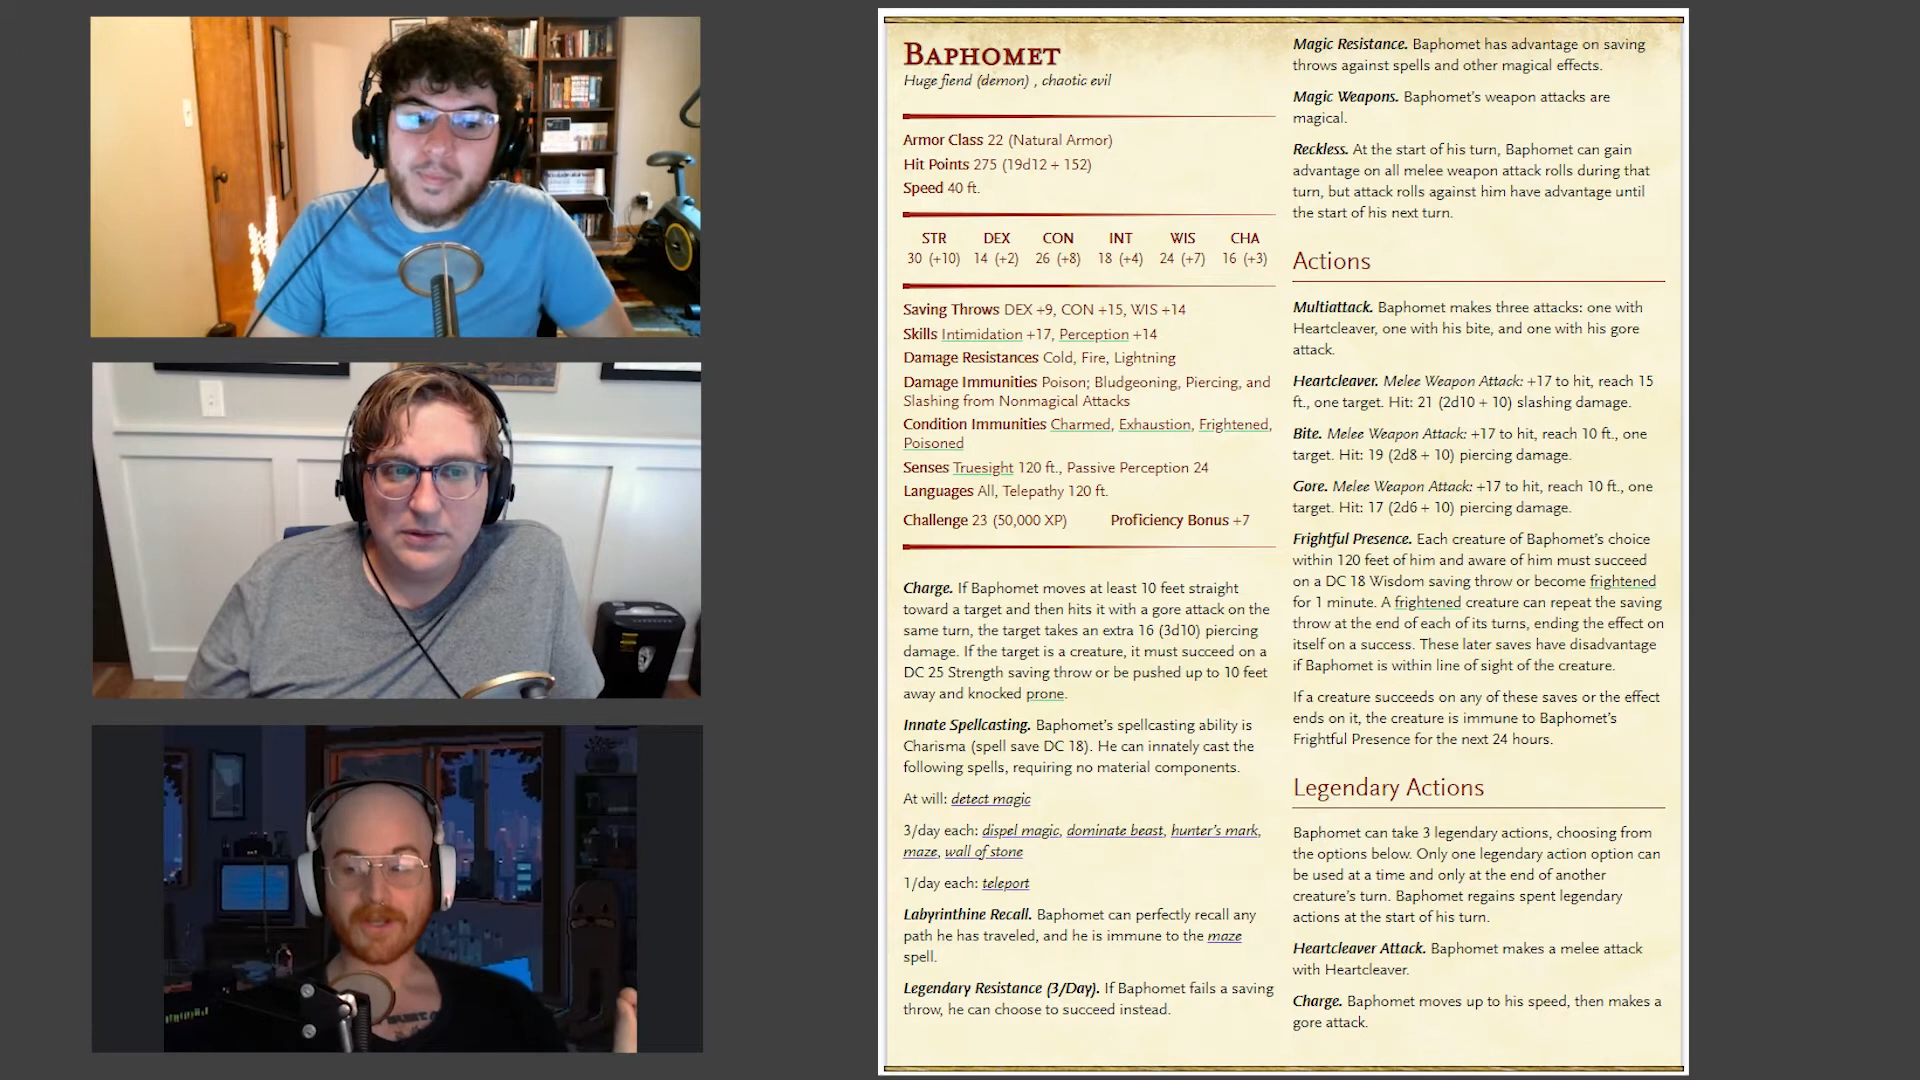 BAPHOMET
Huge fiend (demon) , chaotic evil
Armor Class 22 (Natural Armor)
Hit Points 275 (19d12 + 152)
Speed 40 ft.
STR DEX CON INT WIS CHA
30 (+10) 14 (+2) 26 (+8) 18 (+4) 24 (+7) 16 (+3)
Saving Throws DEX +9, CON +15, WIS +14
Skills Intimidation +17, Perception +14
Damage Resistances Cold, Fire, Lightning
Damage Immunities Poison; Bludgeoning, Piercing, and
Slashing from Nonmagical Attacks
Condition Immunities Charmed, Exhaustion, Frightened,
Poisoned
Senses Truesight 120 ft., Passive Perception 24
Languages All, Telepathy 120 ft.
Challenge 23 (50,000 XP) Proficiency Bonus +7
Charge. If Baphomet moves at least 10 feet straight
toward a target and then hits it with a gore attack on the
same turn, the target takes an extra 16 (3d10) piercing
damage. If the target is a creature, it must succeed on a
DC 25 Strength saving throw or be pushed up to 10 feet
away and knocked prone.
Innate Spellcasting. Baphomet's spellcasting ability is
Charisma (spell save DC 18). He can innately cast the
following spells, requiring no material components.
At will: detect magic
3/day each: dispel magic, dominate beast, hunter's mark,
maze, wall of stone
1/day each: teleport
Labyrinthine Recall. Baphomet can perfectly recall any
path he has traveled, and he is immune to the maze
spell.
Legendary Resistance (3/Day). If Baphomet fails a saving
throw, he can choose to succeed instead.
Magic Resistance. Baphomet has advantage on saving
throws against spells and other magical effects.
Magic Weapons. Baphomet's weapon attacks are
magical.
Reckless. At the start of his turn, Baphomet can gain
advantage on all melee weapon attack rolls during that
turn, but attack rolls against him have advantage until
the start of his next turn.
Actions
Multiattack. Baphomet makes three attacks: one with
Heartcleaver, one with his bite, and one with his gore
attack.
Heartcleaver. Melee Weapon Attack: +17 to hit, reach 15
ft., one target. Hit: 21 (2d10 + 10) slashing damage.
Bite. Melee Weapon Attack: +17 to hit, reach 10 ft., one
target. Hit: 19 (2d8 + 10) piercing damage.
Gore. Melee Weapon Attack: +17 to hit, reach 10 ft., one
target. Hit: 17 (2d6 + 10) piercing damage.
Frightful Presence. Each creature of Baphomet's choice
within 120 feet of him and aware of him must succeed
on a DC 18 Wisdom saving throw or become frightened
for 1 minute. A frightened creature can repeat the saving
throw at the end of each of its turns, ending the effect on
itself on a success. These later saves have disadvantage
if Baphomet is within line of sight of the creature.
If a creature succeeds on any of these saves or the effect
ends on it, the creature is immune to Baphomet's
Frightful Presence for the next 24 hours.
Legendary Actions
Baphomet can take 3 legendary actions, choosing from
the options below. Only one legendary action option can
be used at a time and only at the end of another
creature's turn. Baphomet regains spent legendary
actions at the start of his turn.
Heartcleaver Attack. Baphomet makes a melee attack
with Heartcleaver.
Charge. Baphomet moves up to his speed, then makes a
gore attack.